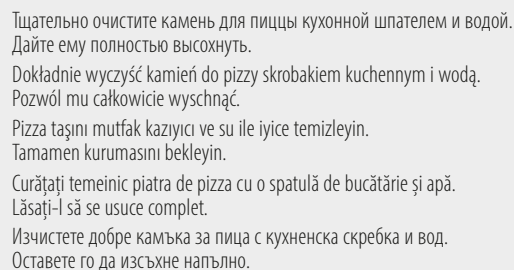 Тщательно очистите камень для пиццы кухонной шпателем и водой.
Дайте ему полностью высохнуть.
Dokładnie wyczyść kamień do pizzy skrobakiem kuchennym i wodą.
Pozwól mu całkowicie wyschnąć.
Pizza taşını mutfak kazıyıcı ve su ile iyice temizleyin.
Tamamen kurumasını bekleyin.
Curățați temeinic piatra de pizza cu o spatulă de bucătărie și apă.
Lăsați-l să se usuce complet.
Изчистете добре камъка за пица с кухненска скребка и вод.
Оставете го да изсъхне напълно.